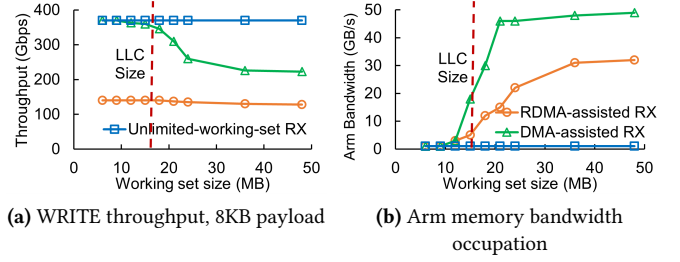 Throughput (Gbps)
400
300
200
100
0
LLC
Size
Unlimited-working-set RX
0 10 20 30 40 50
Working set size (MB)
(a) WRITE throughput, 8KB payload
Arm Bandwidth (GB/s)
50
40
30
20
10
0
LLC
Size
RDMA-assisted RX
DMA-assisted RX
0 10 20 30 40 50
Working set size (MB)
(b) Arm memory bandwidth
occupation